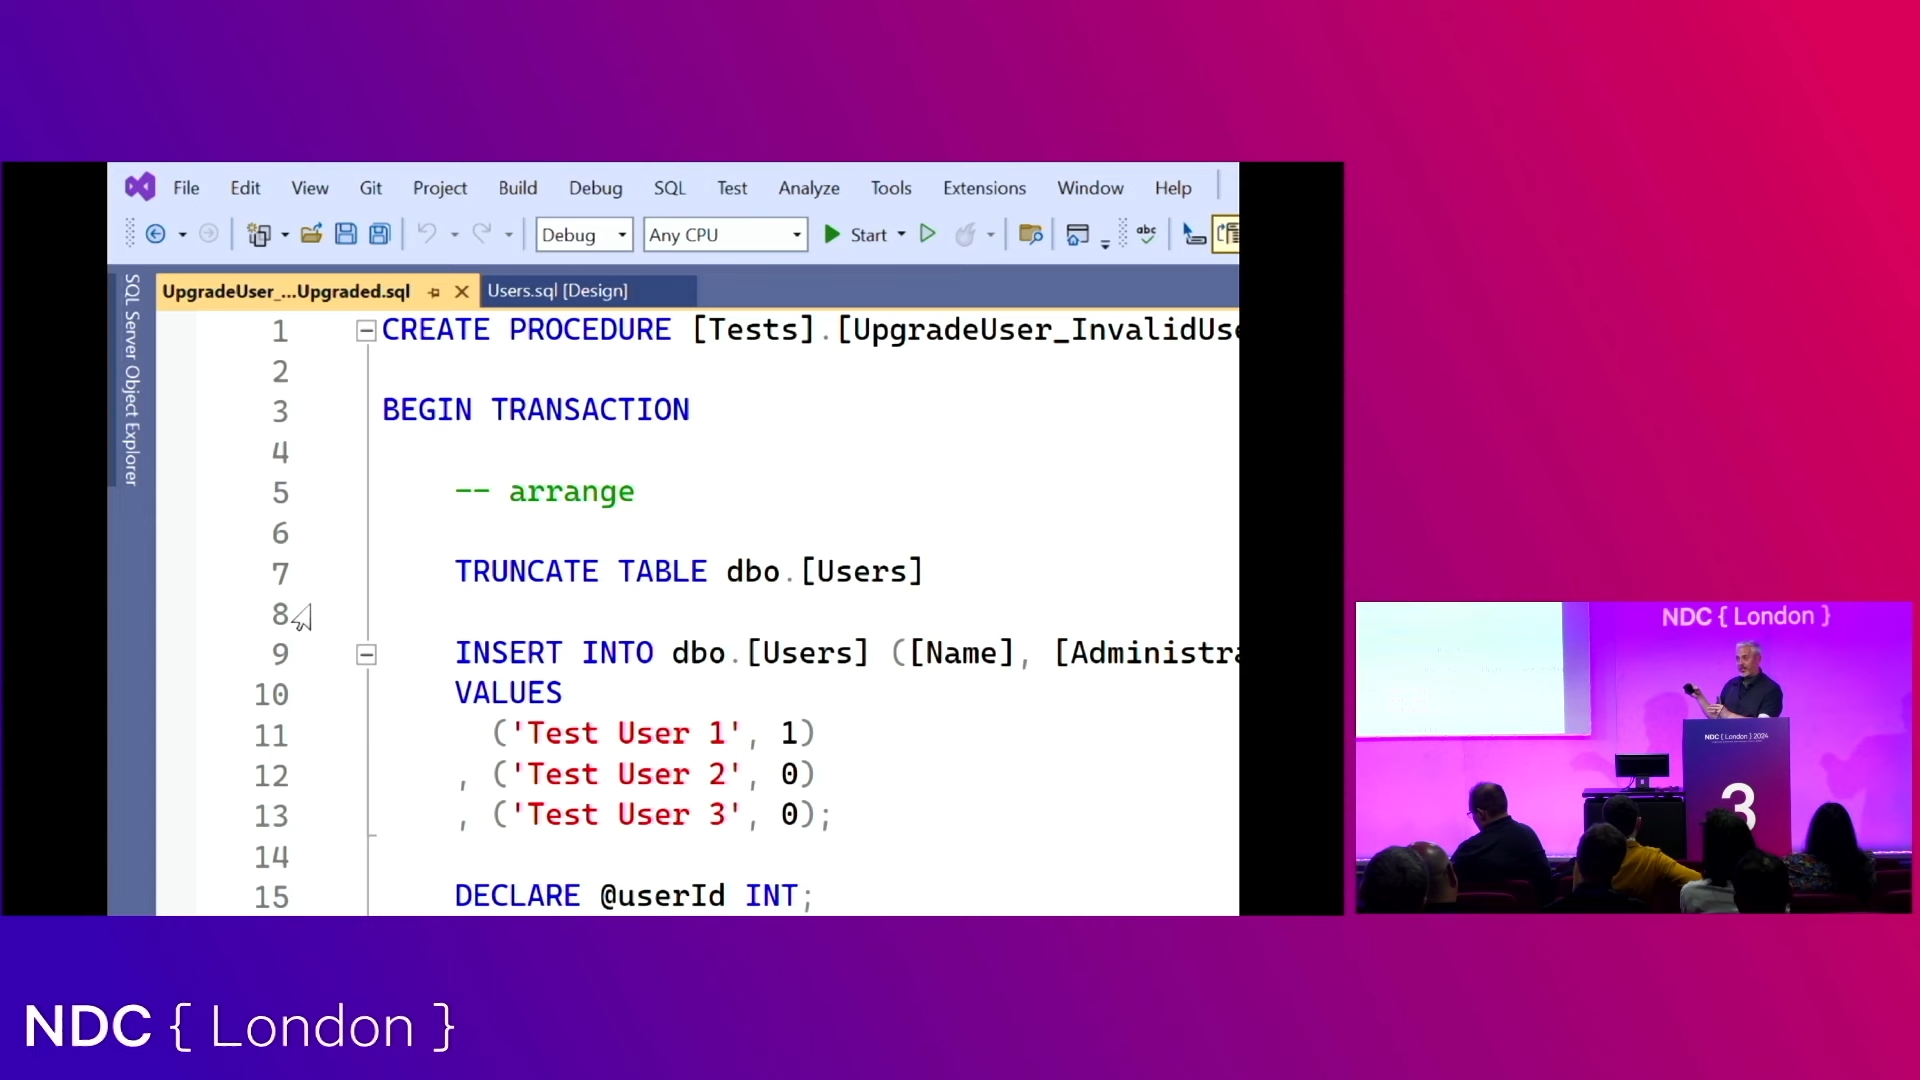 File Edit View Git Project Build Debug SQL Test Analyze Tools Extensions Window Help
Debug Any CPU Start abc
SQL Server Object Explorer
UpgradeUser_...Upgraded.sql Users.sql [Design]
1 CREATE PROCEDURE [Tests].[UpgradeUser_InvalidUse
2
3 BEGIN TRANSACTION
4
5 -- arrange
6
7 TRUNCATE TABLE dbo.[Users]
8
9 INSERT INTO dbo.[Users] ([Name], [Administra
10 VALUES
11 ('Test User 1', 1)
12 , ('Test User 2', 0)
13 , ('Test User 3', 0);
14
15 DECLARE @userId INT;
NDC { London }
NDC { London } 2024
3
NDC { London }